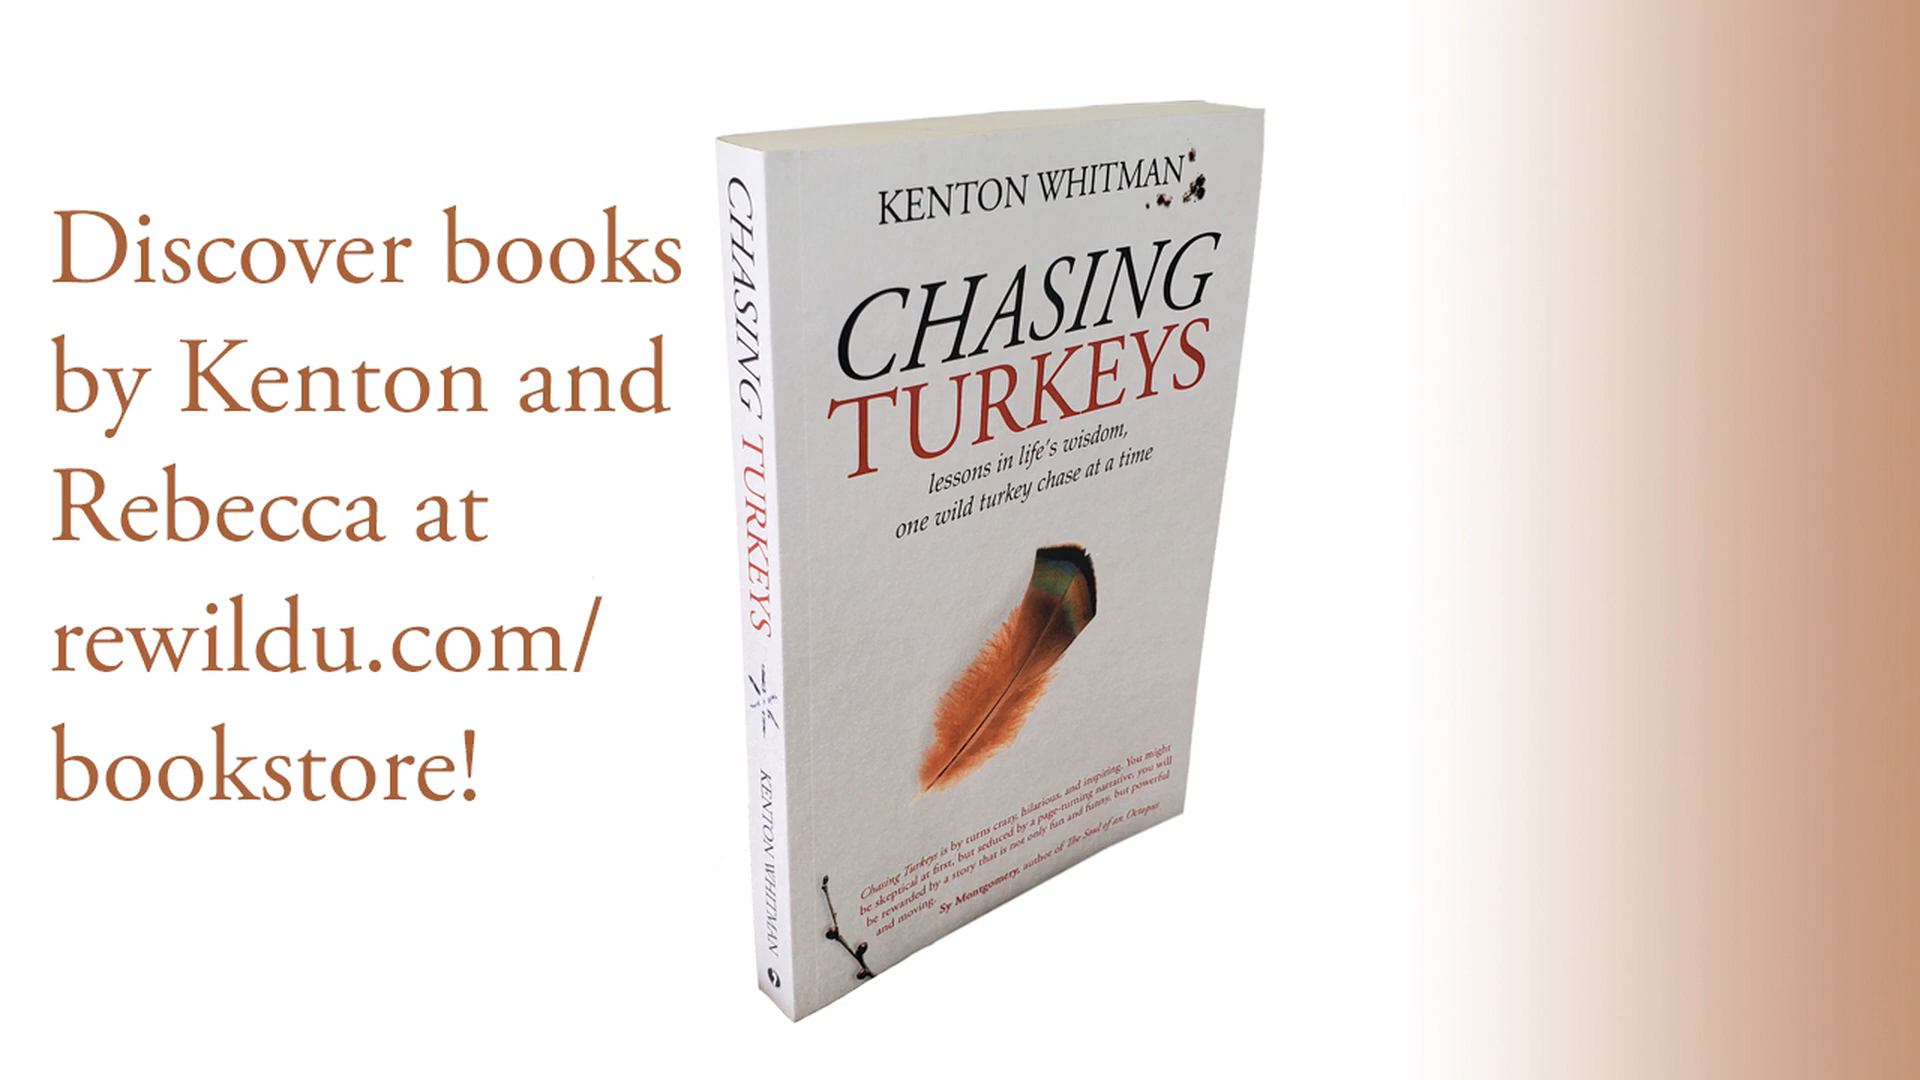 Discover books
by Kenton and
Rebecca at
rewildu.com/
bookstore!
CHASING TURKEYS
KENTON WHITMAN
KENTON WHITMAN
CHASING
TURKEYS
lessons in life's wisdom,
one wild turkey chase at a time
Chasing Turkeys is by turns crazy, hilarious, and inspiring. You might
be skeptical at first, but seduced by a page-turning narrative, you will
be rewarded by a story that is not only fun and funny, but powerful
and moving.
Sy Montgomery, author of The Soul of an Octopus